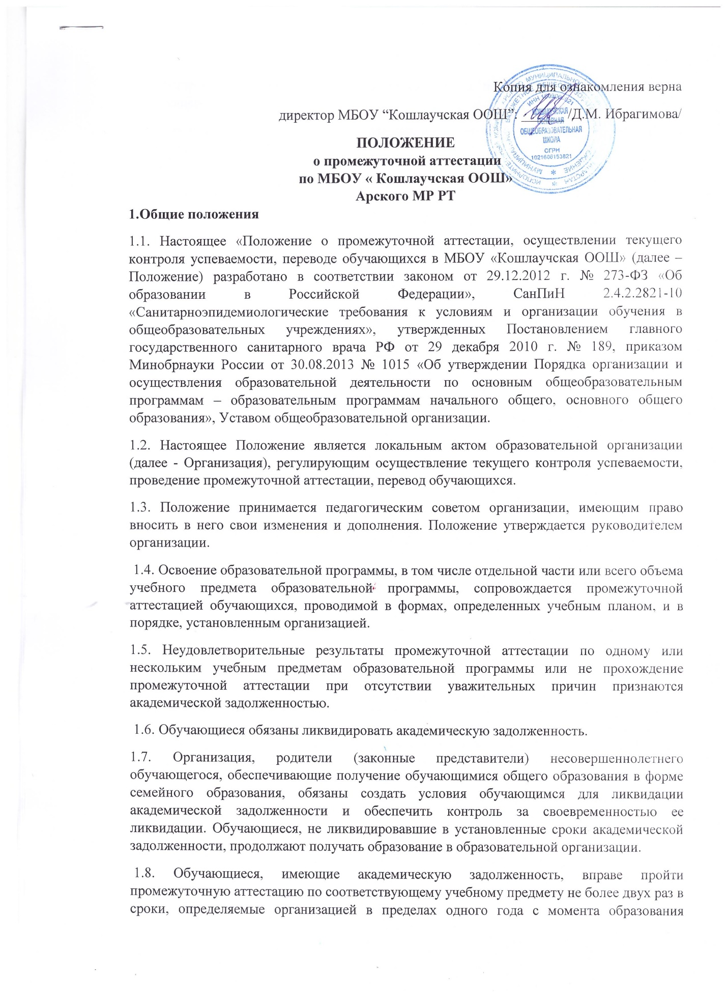 Копия для ознакомления верна
директор МБОУ “Кошлаучская ООШ”: ______ /Д.М. Ибрагимова/
КОШЛАУЧСКАЯ
ОСНОВНАЯ
ОБЩЕОБРАЗОВАТЕЛЬНАЯ
ШКОЛА
ОГРН
1021606153821
ПОЛОЖЕНИЕ
о промежуточной аттестации
по МБОУ « Кошлаучская ООШ»
Арского МР РТ
1.Общие положения
1.1. Настоящее «Положение о промежуточной аттестации, осуществлении текущего
контроля успеваемости, переводе обучающихся в МБОУ «Кошлаучская ООШ» (далее –
Положение) разработано в соответствии законом от 29.12.2012 г. № 273-ФЗ «Об
образовании в Российской Федерации», СанПиН 2.4.2.2821-10
«Санитарноэпидемиологические требования к условиям и организации обучения в
общеобразовательных учреждениях», утвержденных Постановлением главного
государственного санитарного врача РФ от 29 декабря 2010 г. № 189, приказом
Минобрнауки России от 30.08.2013 № 1015 «Об утверждении Порядка организации и
осуществления образовательной деятельности по основным общеобразовательным
программам – образовательным программам начального общего, основного общего
образования», Уставом общеобразовательной организации.
1.2. Настоящее Положение является локальным актом образовательной организации
(далее - Организация), регулирующим осуществление текущего контроля успеваемости,
проведение промежуточной аттестации, перевод обучающихся.
1.3. Положение принимается педагогическим советом организации, имеющим право
вносить в него свои изменения и дополнения. Положение утверждается руководителем
организации.
1.4. Освоение образовательной программы, в том числе отдельной части или всего объема
учебного предмета образовательной программы, сопровождается промежуточной
аттестацией обучающихся, проводимой в формах, определенных учебным планом, и в
порядке, установленным организацией.
1.5. Неудовлетворительные результаты промежуточной аттестации по одному или
нескольким учебным предметам образовательной программы или не прохождение
промежуточной аттестации при отсутствии уважительных причин признаются
академической задолженностью.
1.6. Обучающиеся обязаны ликвидировать академическую задолженность.
1.7. Организация, родители (законные представители) несовершеннолетнего
обучающегося, обеспечивающие получение обучающимися общего образования в форме
семейного образования, обязаны создать условия обучающимся для ликвидации
академической задолженности и обеспечить контроль за своевременностью ее
ликвидации. Обучающиеся, не ликвидировавшие в установленные сроки академической
задолженности, продолжают получать образование в образовательной организации.
1.8. Обучающиеся, имеющие академическую задолженность, вправе пройти
промежуточную аттестацию по соответствующему учебному предмету не более двух раз в
сроки, определяемые организацией в пределах одного года с момента образования